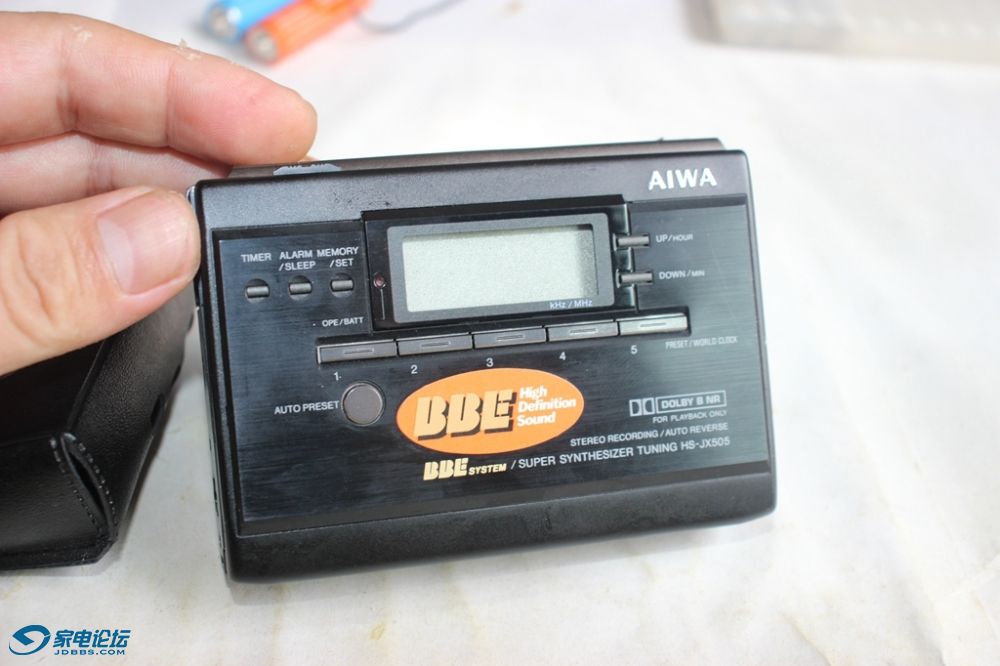 AIWA
TIMER
ALARM
/SLEEP
MEMORY
/SET
UP/HOUR
DOWN/MIN
kHz/MHz
OPE/BATT
1 2 3 4 5
PRESET/WORLD CLOCK
AUTO PRESET
BBE High
Definition
Sound
DOLBY B NR
FOR PLAYBACK ONLY
STEREO RECORDING/AUTO REVERSE
BBE SYSTEM / SUPER SYNTHESIZER TUNING HS-JX505
家电论坛
JDBBS.COM